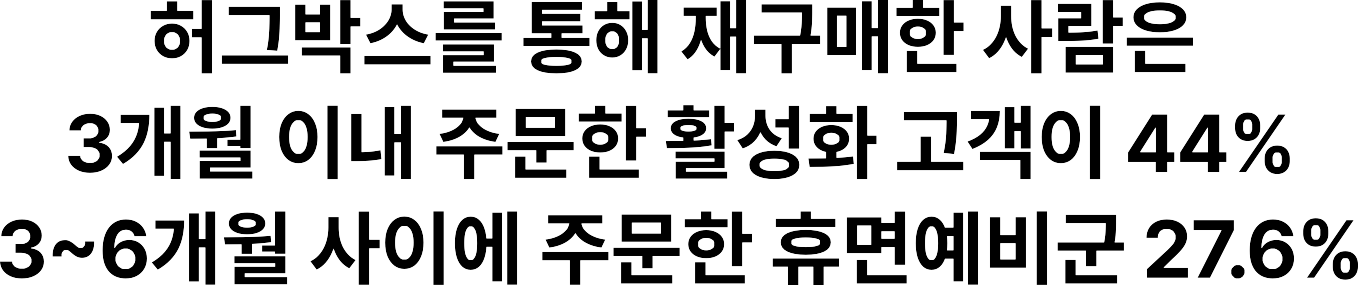 허그박스를 통해 재구매한 사람은
3개월 이내 주문한 활성화 고객이 44%
3~6개월 사이에 주문한 휴면예비군 27.6%